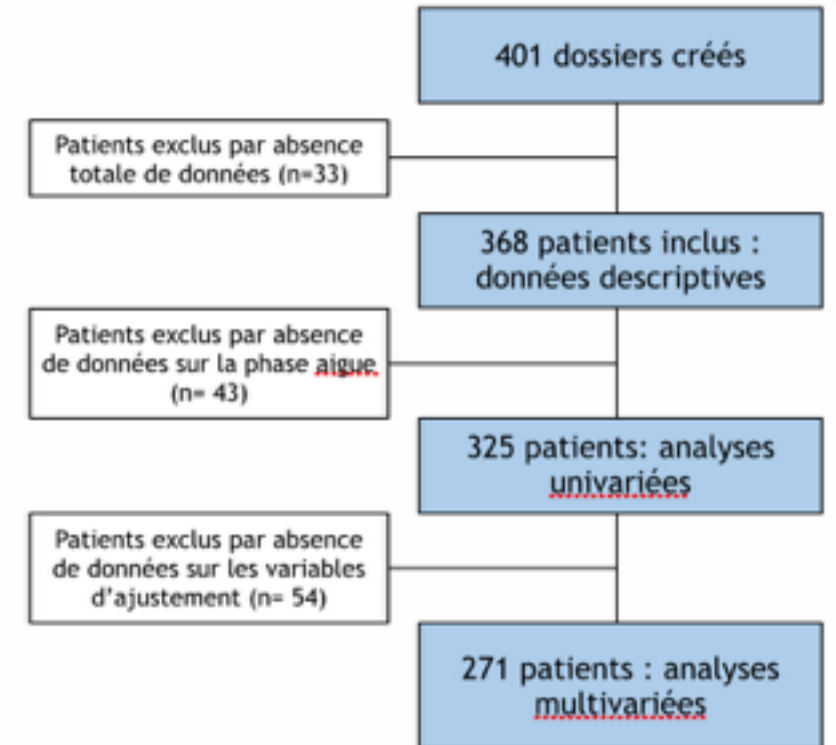 401 dossiers créés
Patients exclus par absence
totale de données (n=33)
368 patients inclus :
données descriptives
Patients exclus par absence
de données sur la phase aigue
(n= 43)
325 patients: analyses
univariées
Patients exclus par absence
de données sur les variables
d'ajustement (n= 54)
271 patients : analyses
multivariées